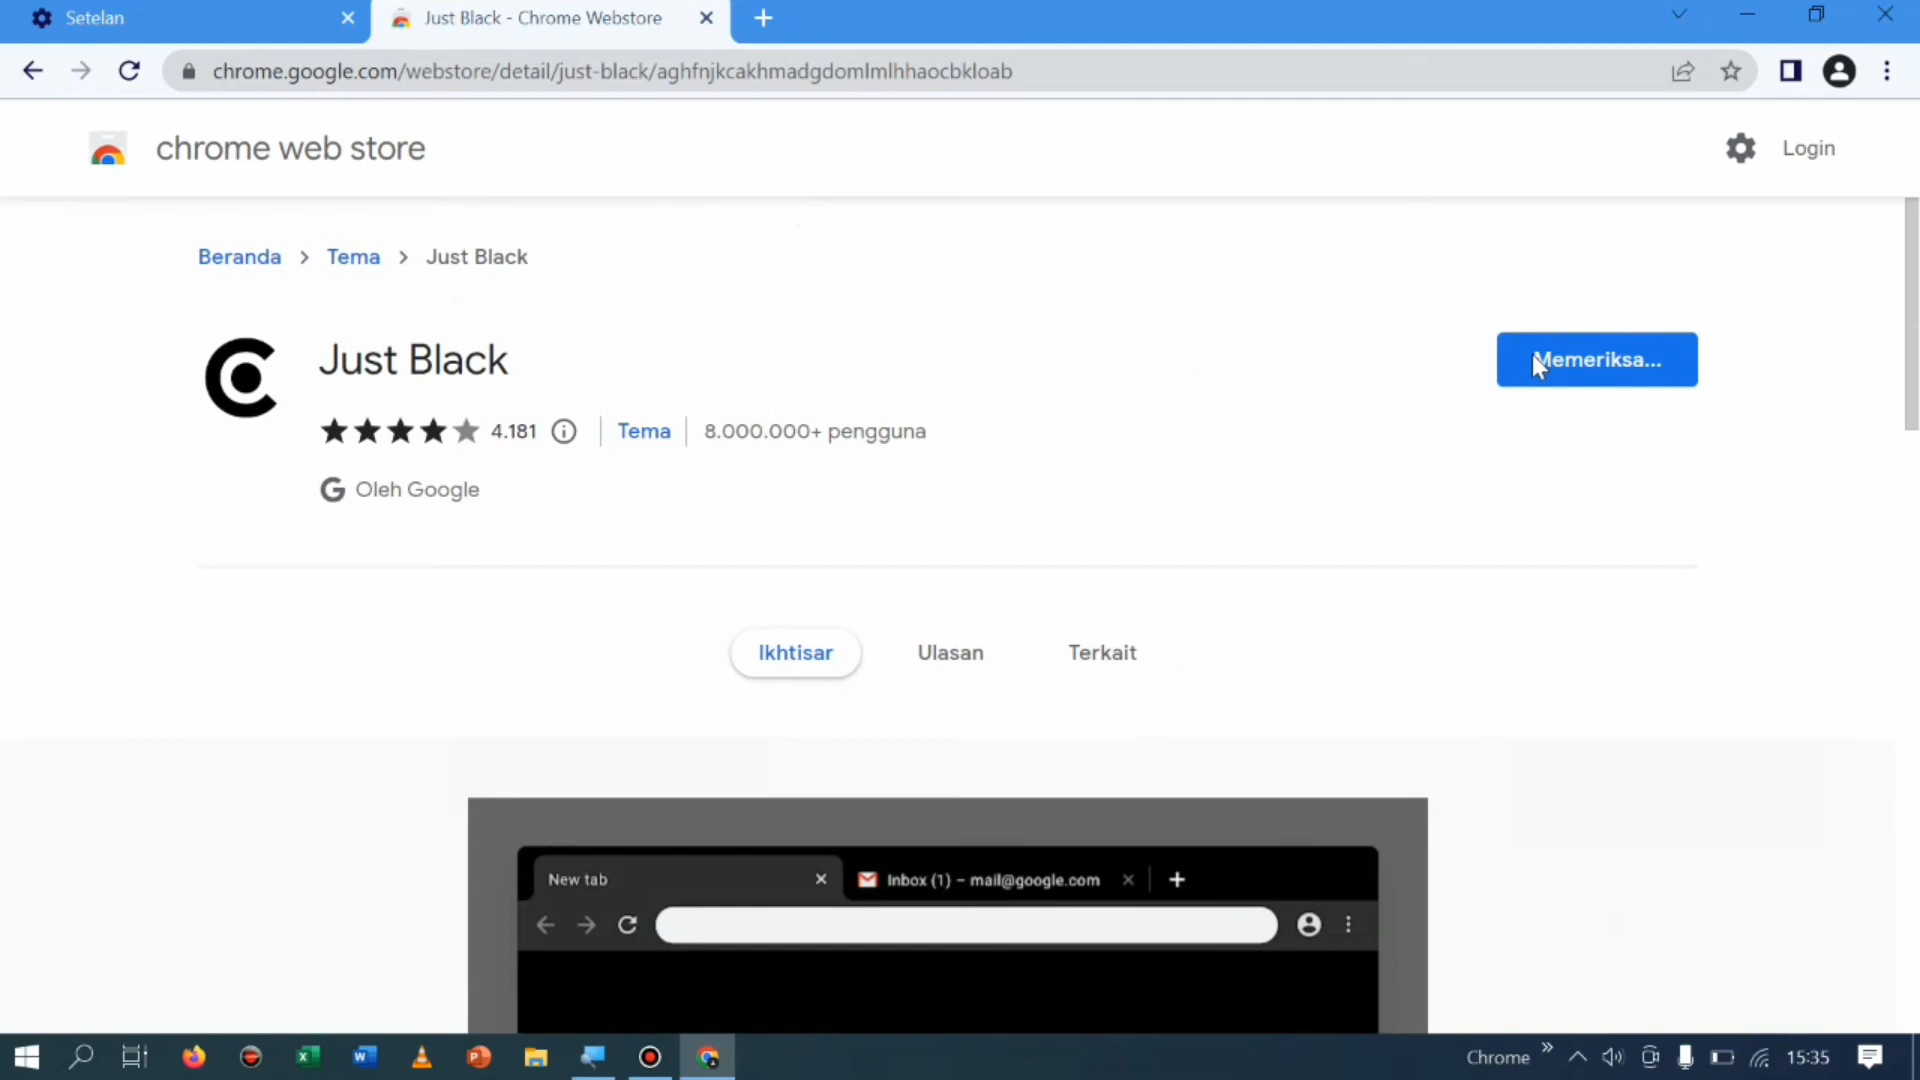 Setelan
Just Black - Chrome Webstore
chrome.google.com/webstore/detail/just-black/aghfnjkcakhmadgdomlmlhhaocbkloab
chrome web store
Login
Beranda > Tema > Just Black
Just Black
Memeriksa...
4.181
Tema
8.000.000+ pengguna
Oleh Google
Ikhtisar
Ulasan
Terkait
New tab
Inbox (1) – mail@google.com
Chrome
15:35